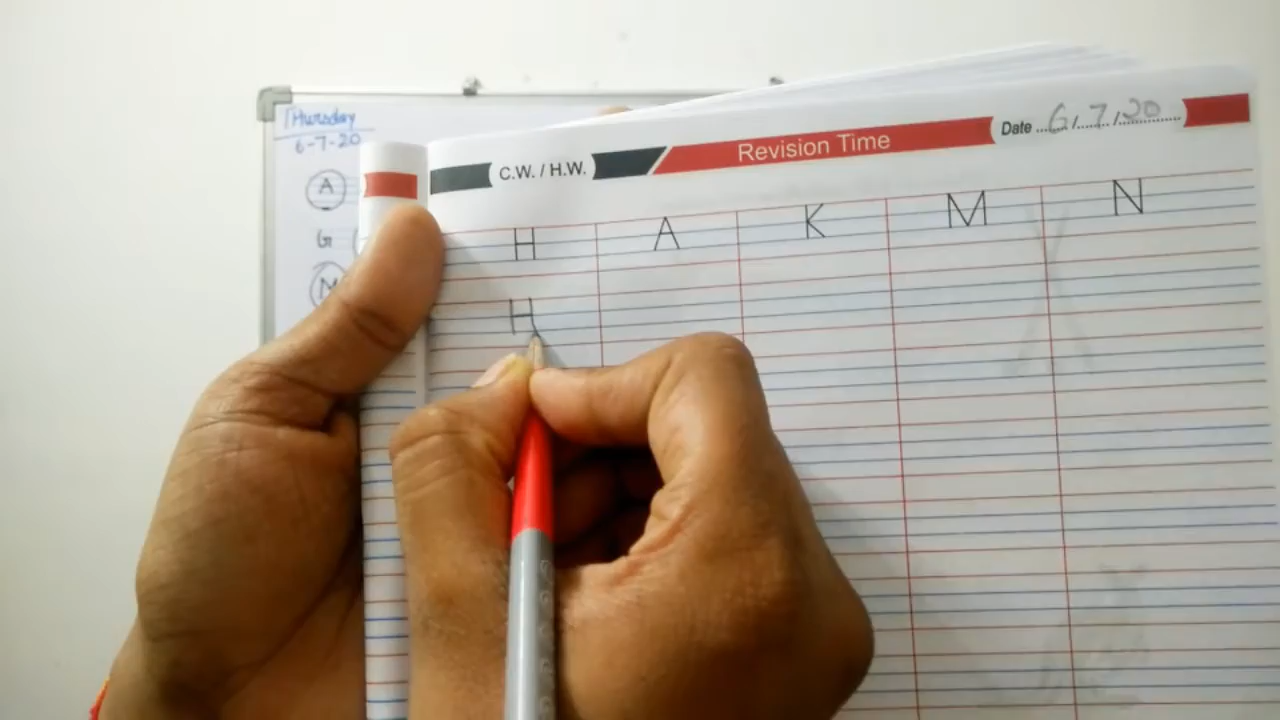 Thursday
6-7-20
A
G
M
C.W. / H.W.
Revision Time
Date 6/7/20
H A K M N
H